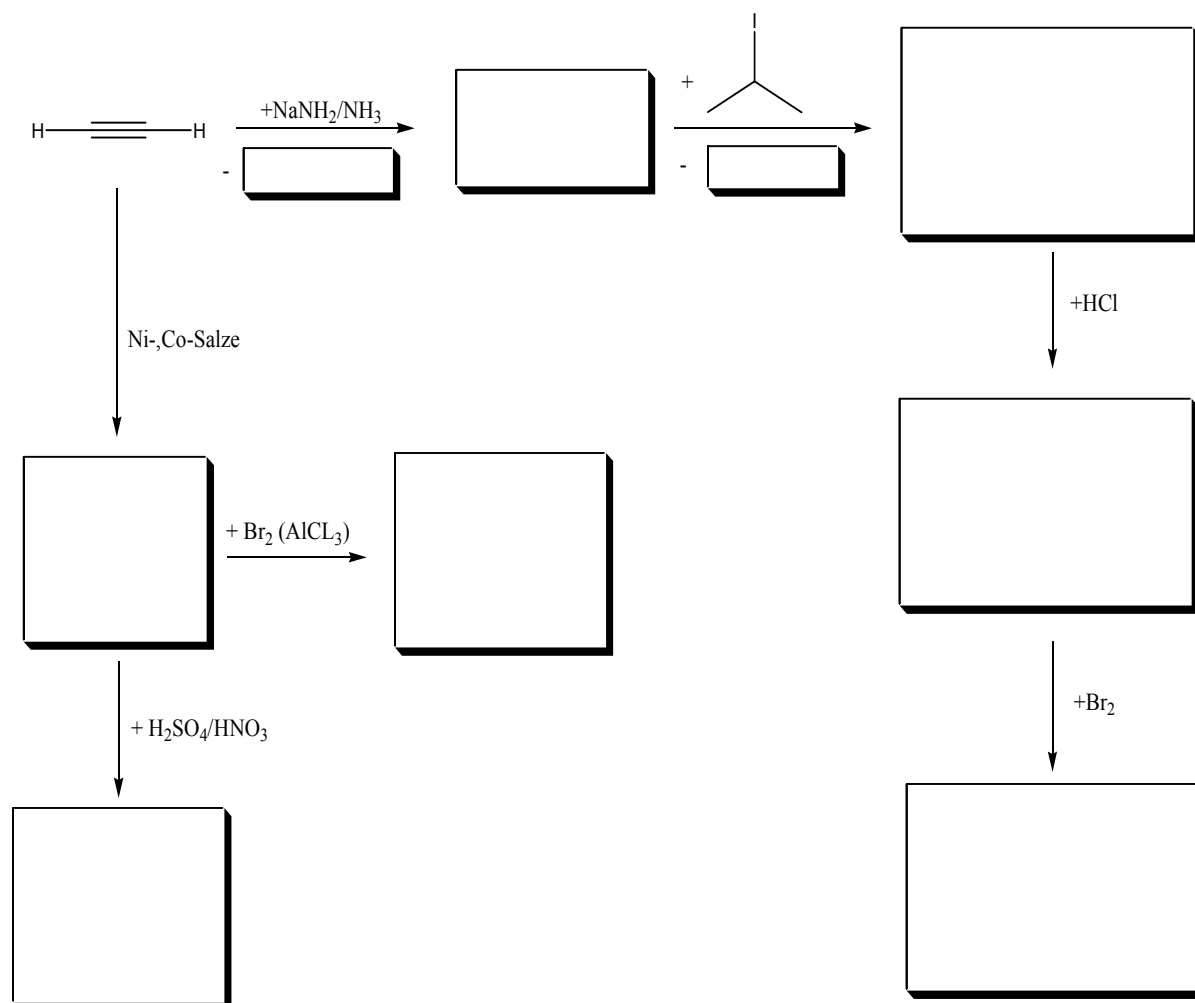 I
+
+NaNH2/NH3
H
H
-
-
+HCl
Ni-,Co-Salze
+ Br2 (AlCL3)
+Br2
+ H2SO4/HNO3